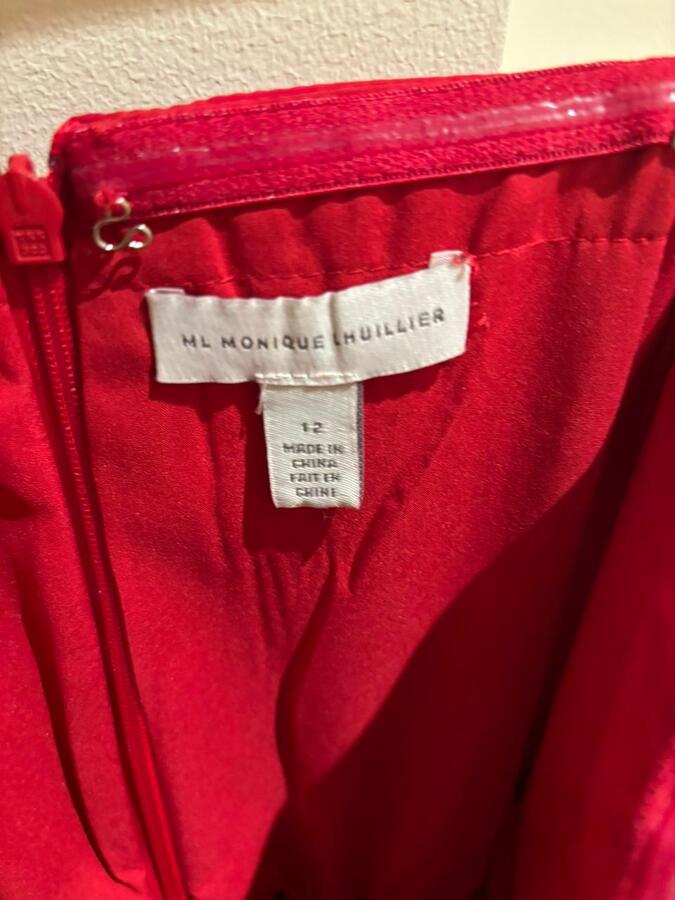 ML MONIQUE LHUILLIER
12
MADE IN
CHINA
FAIT EN
CHINE